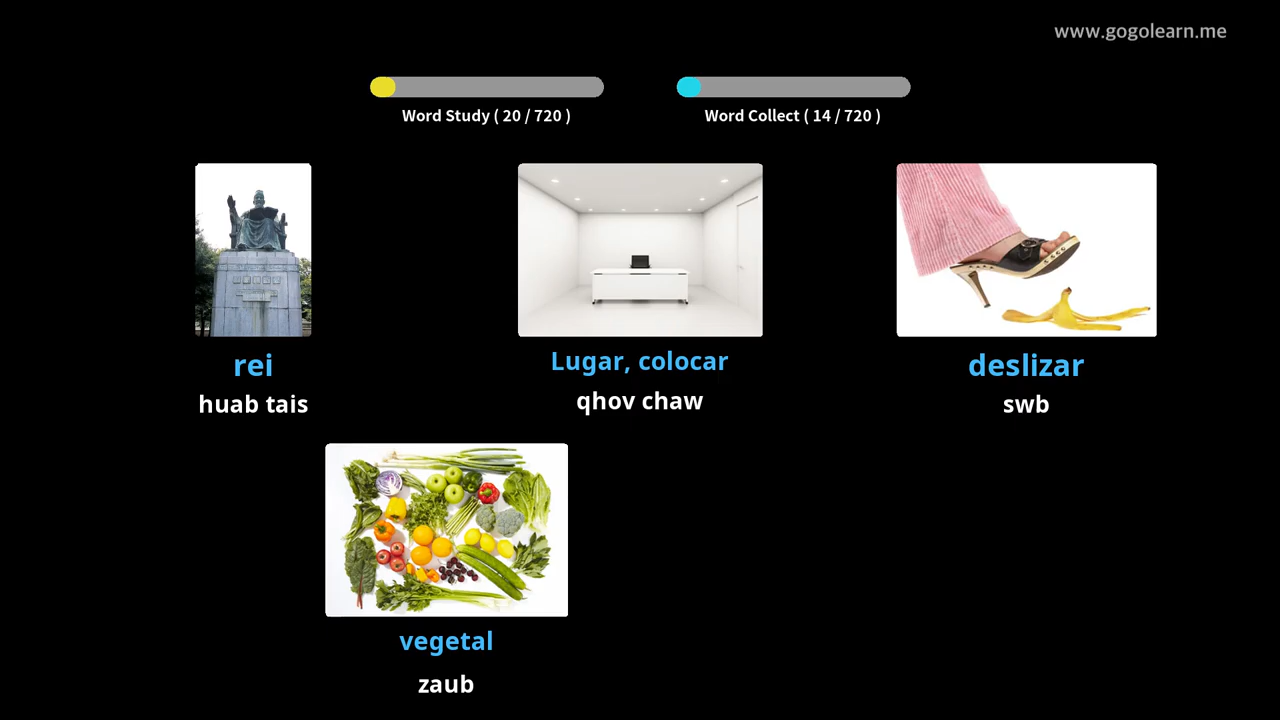 www.gogolearn.me
Word Study ( 20 / 720 )
Word Collect ( 14 / 720 )
rei
huab tais
Lugar, colocar
qhov chaw
deslizar
swb
vegetal
zaub